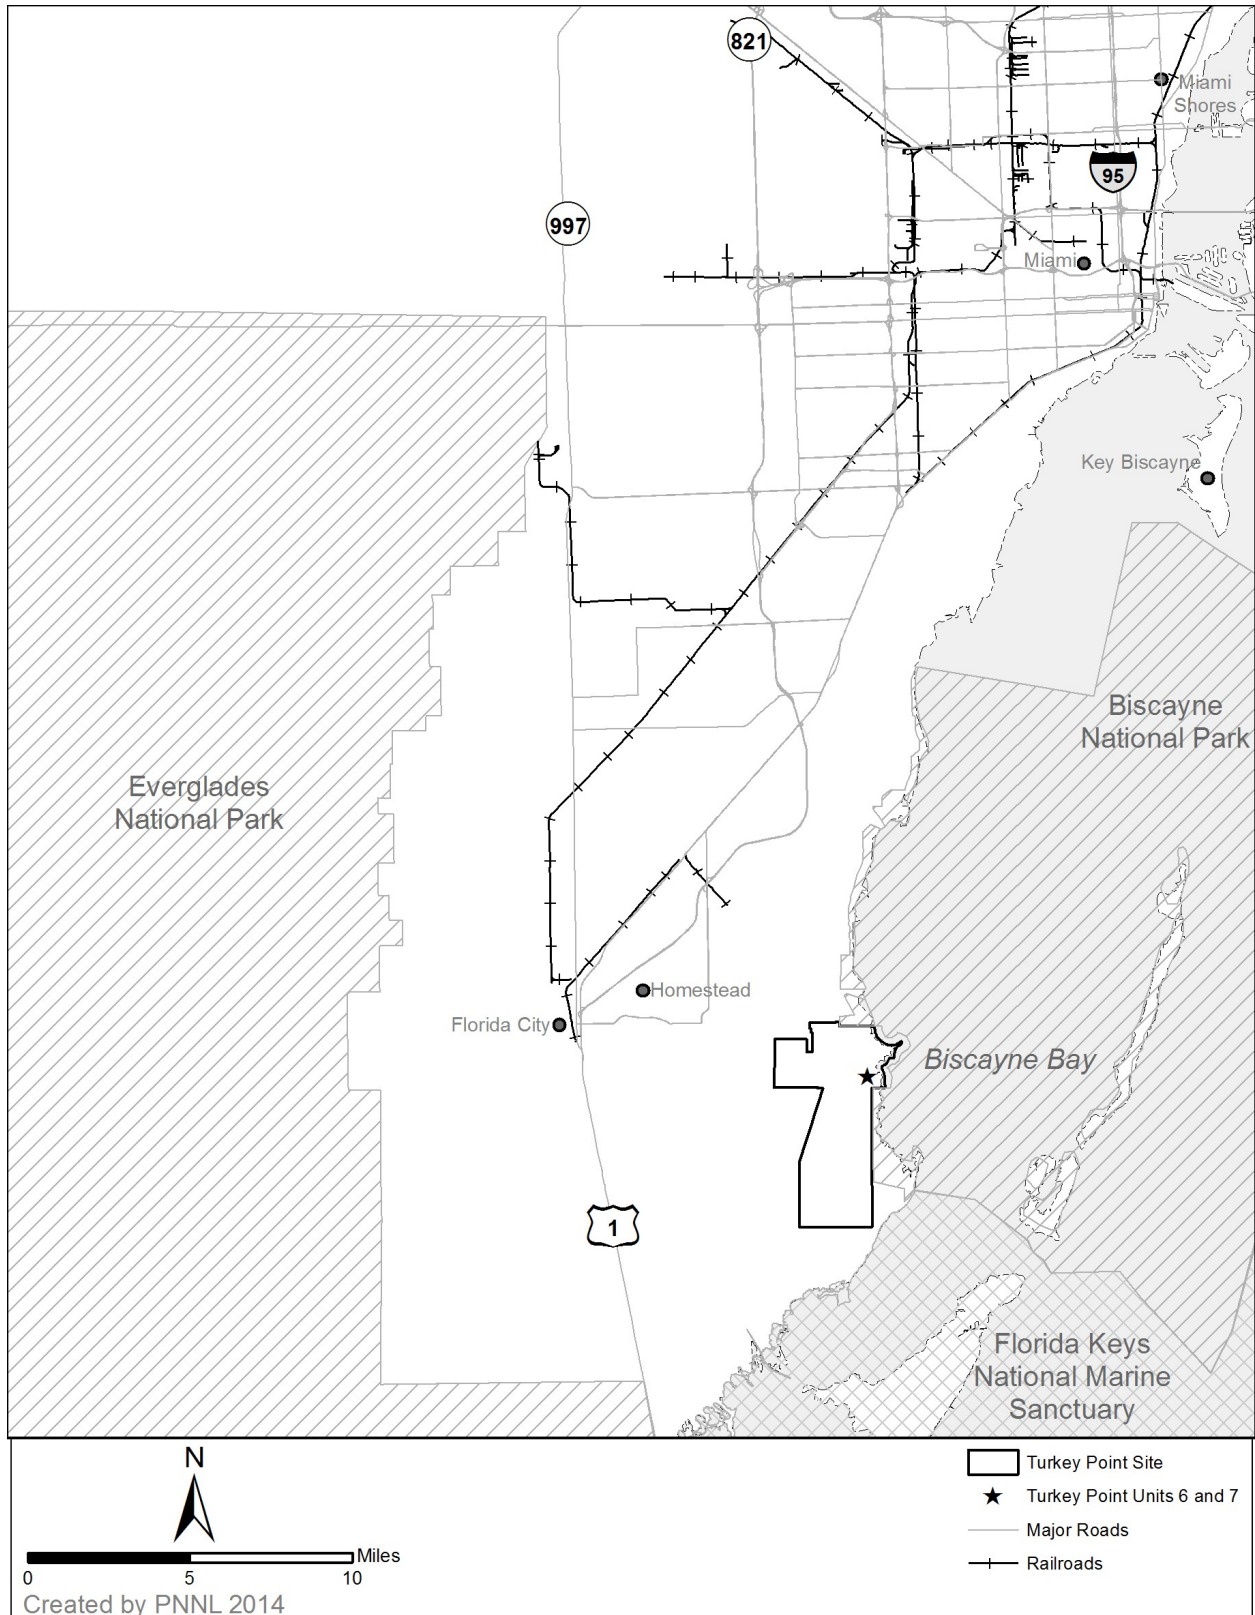 821
Miami
Shores
95
997
Miami
Key Biscayne
Biscayne
National Park
Everglades
National Park
Homestead
Florida City
Biscayne Bay
1
Florida Keys
National Marine
Sanctuary
N
Miles
0 5 10
Created by PNNL 2014
Turkey Point Site
Turkey Point Units 6 and 7
Major Roads
Railroads